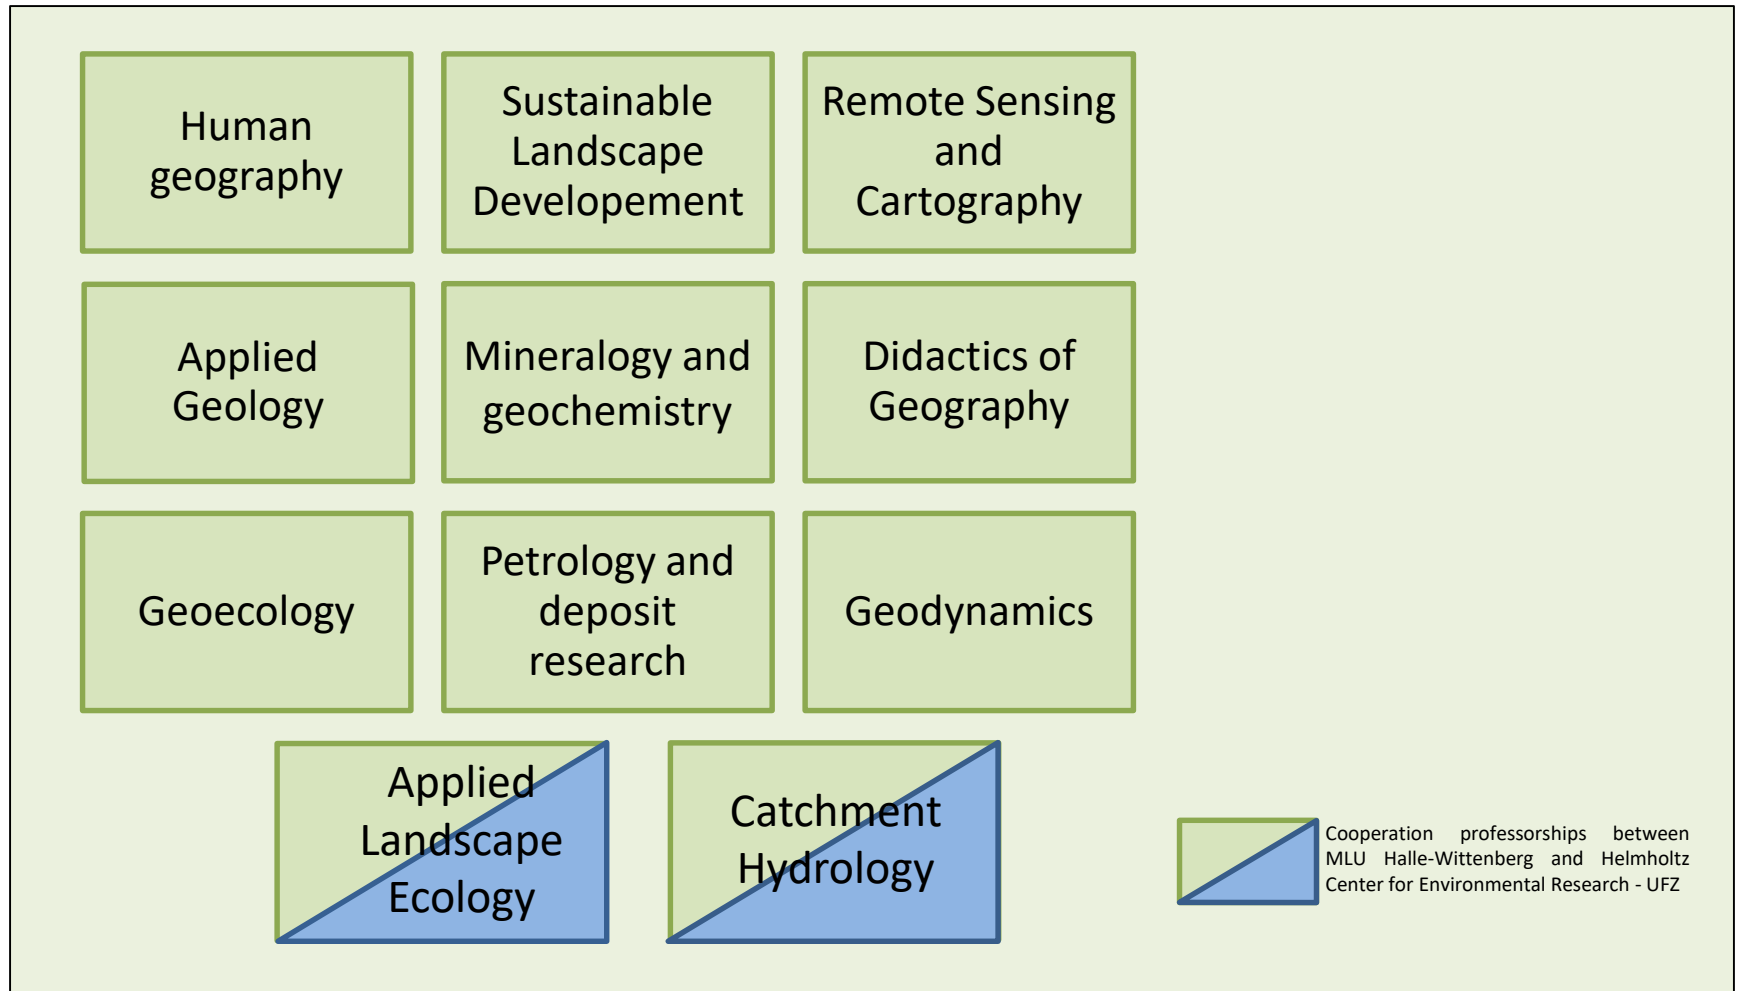 Human
geography
Sustainable
Landscape
Developement
Remote Sensing
and
Cartography
Applied
Geology
Mineralogy and
geochemistry
Didactics of
Geography
Geoecology
Petrology and
deposit
research
Geodynamics
Applied
Landscape
Ecology
Catchment
Hydrology
Cooperation professorships between
MLU Halle-Wittenberg and Helmholtz
Center for Environmental Research - UFZ